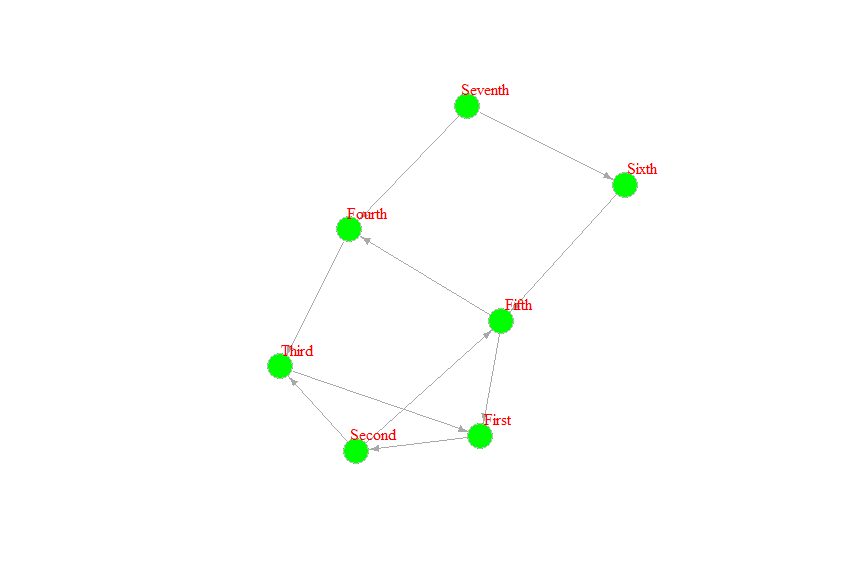 Seventh
Sixth
Fourth
Fifth
Third
First
Second